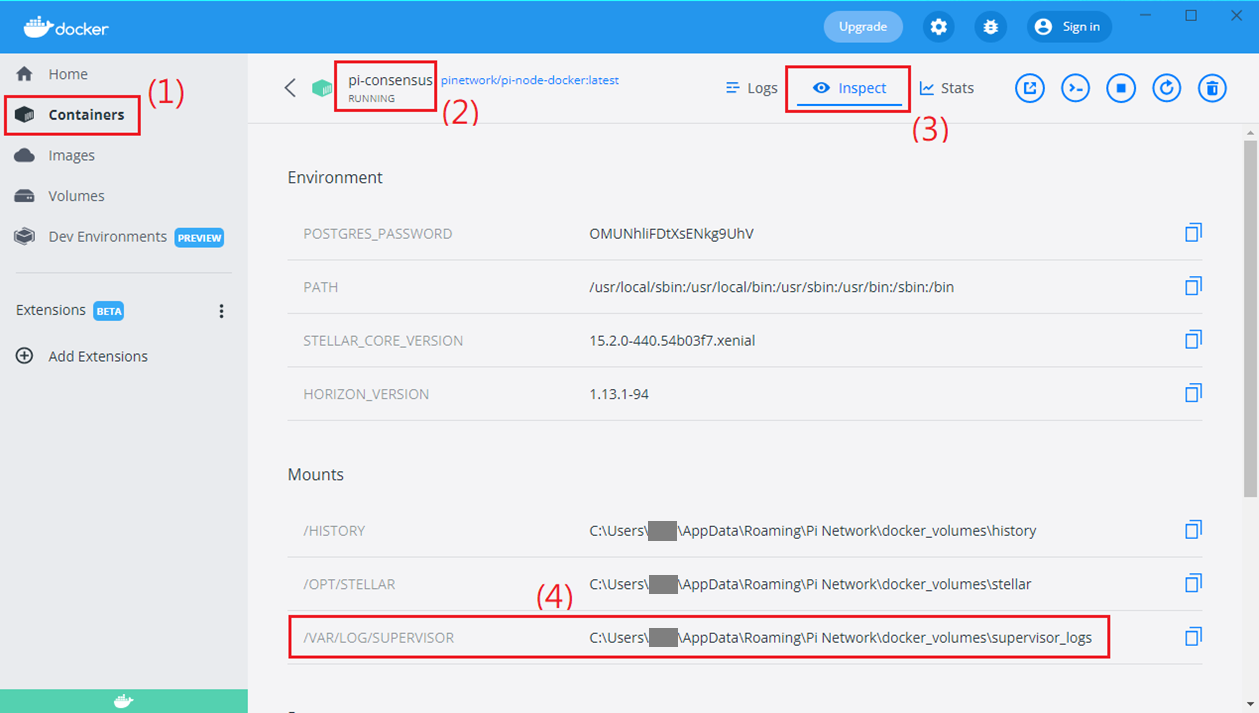 docker
Upgrade
Sign in
Home
Containers
(1)
Images
Volumes
Dev Environments PREVIEW
Extensions BETA
Add Extensions
pi-consensus pinetwork/pi-node-docker:latest
RUNNING
(2)
Logs
Inspect
Stats
(3)
Environment
POSTGRES_PASSWORD OMUNhliFDtXsENkg9UhV
PATH /usr/local/sbin:/usr/local/bin:/usr/sbin:/usr/bin:/sbin:/bin
STELLAR_CORE_VERSION 15.2.0-440.54b03f7.xenial
HORIZON_VERSION 1.13.1-94
Mounts
/HISTORY C:\Users\ \AppData\Roaming\Pi Network\docker_volumes\history
/OPT/STELLAR C:\Users\ \AppData\Roaming\Pi Network\docker_volumes\stellar
(4)
/VAR/LOG/SUPERVISOR C:\Users\ \AppData\Roaming\Pi Network\docker_volumes\supervisor_logs